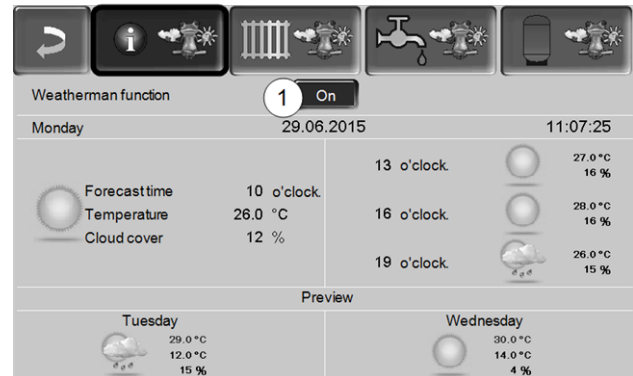 i
Weatherman function 1 On
Monday 29.06.2015 11:07:25
Forecast time 10 o'clock.
Temperature 26.0 °C
Cloud cover 12 %
13 o'clock. 27.0 °C
16 %
16 o'clock. 28.0 °C
16 %
19 o'clock. 26.0 °C
15 %
Preview
Tuesday
29.0 °C
12.0 °C
15 %
Wednesday
30.0 °C
14.0 °C
4 %